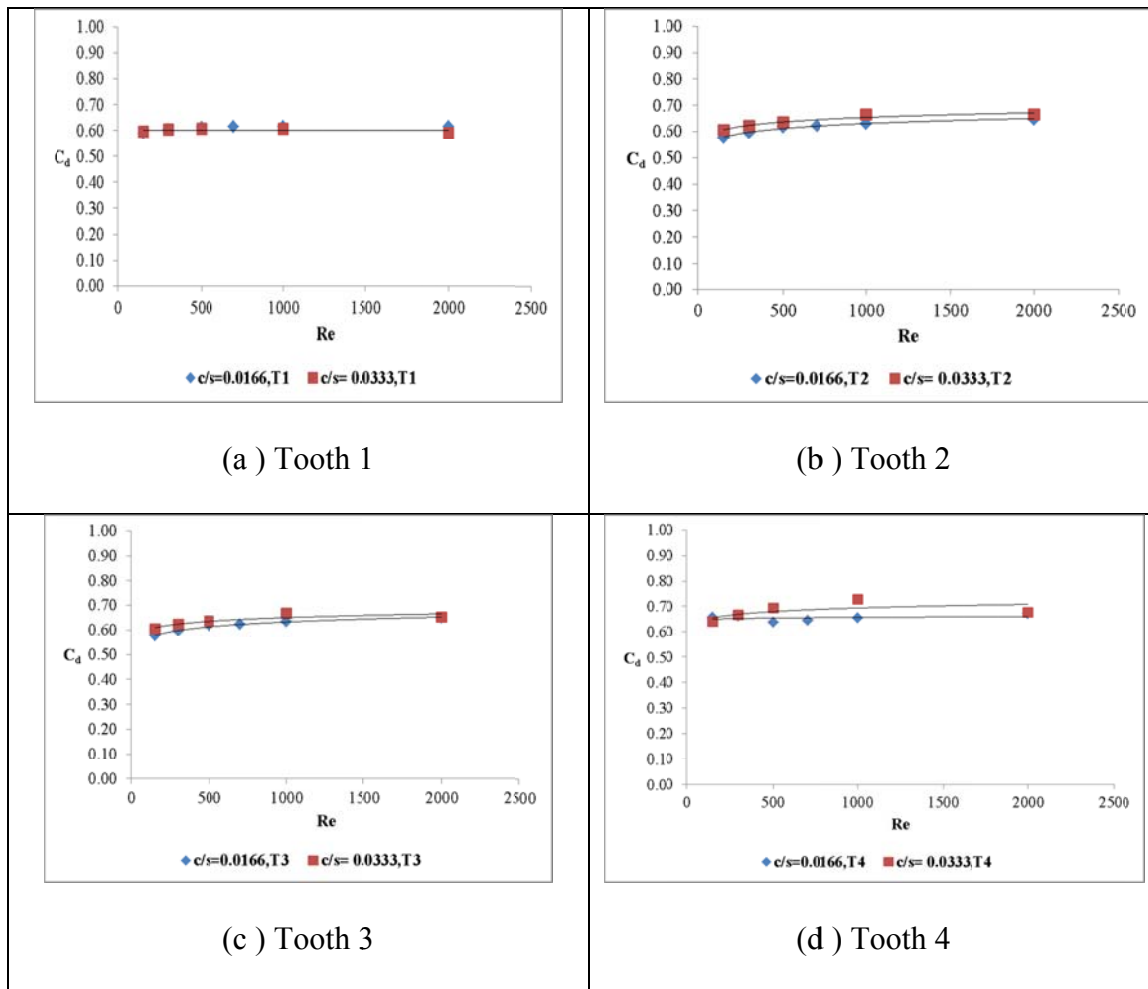 1.00
0.90
0.80
0.70
0.60
Cd
0.50
0.40
0.30
0.20
0.10
0.00
0 500 1000 1500 2000 2500
Re
c/s=0.0166,T1 c/s= 0.0333,T1
(a ) Tooth 1
1.00
0.90
0.80
0.70
0.60
Cd
0.50
0.40
0.30
0.20
0.10
0.00
0 500 1000 1500 2000 2500
Re
c/s=0.0166,T2 c/s= 0.0333,T2
(b ) Tooth 2
1.00
0.90
0.80
0.70
0.60
Cd
0.50
0.40
0.30
0.20
0.10
0.00
0 500 1000 1500 2000 2500
Re
c/s=0.0166,T3 c/s= 0.0333,T3
(c ) Tooth 3
1.00
0.90
0.80
0.70
0.60
Cd
0.50
0.40
0.30
0.20
0.10
0.00
0 500 1000 1500 2000 2500
Re
c/s=0.0166,T4 c/s= 0.0333,T4
(d ) Tooth 4